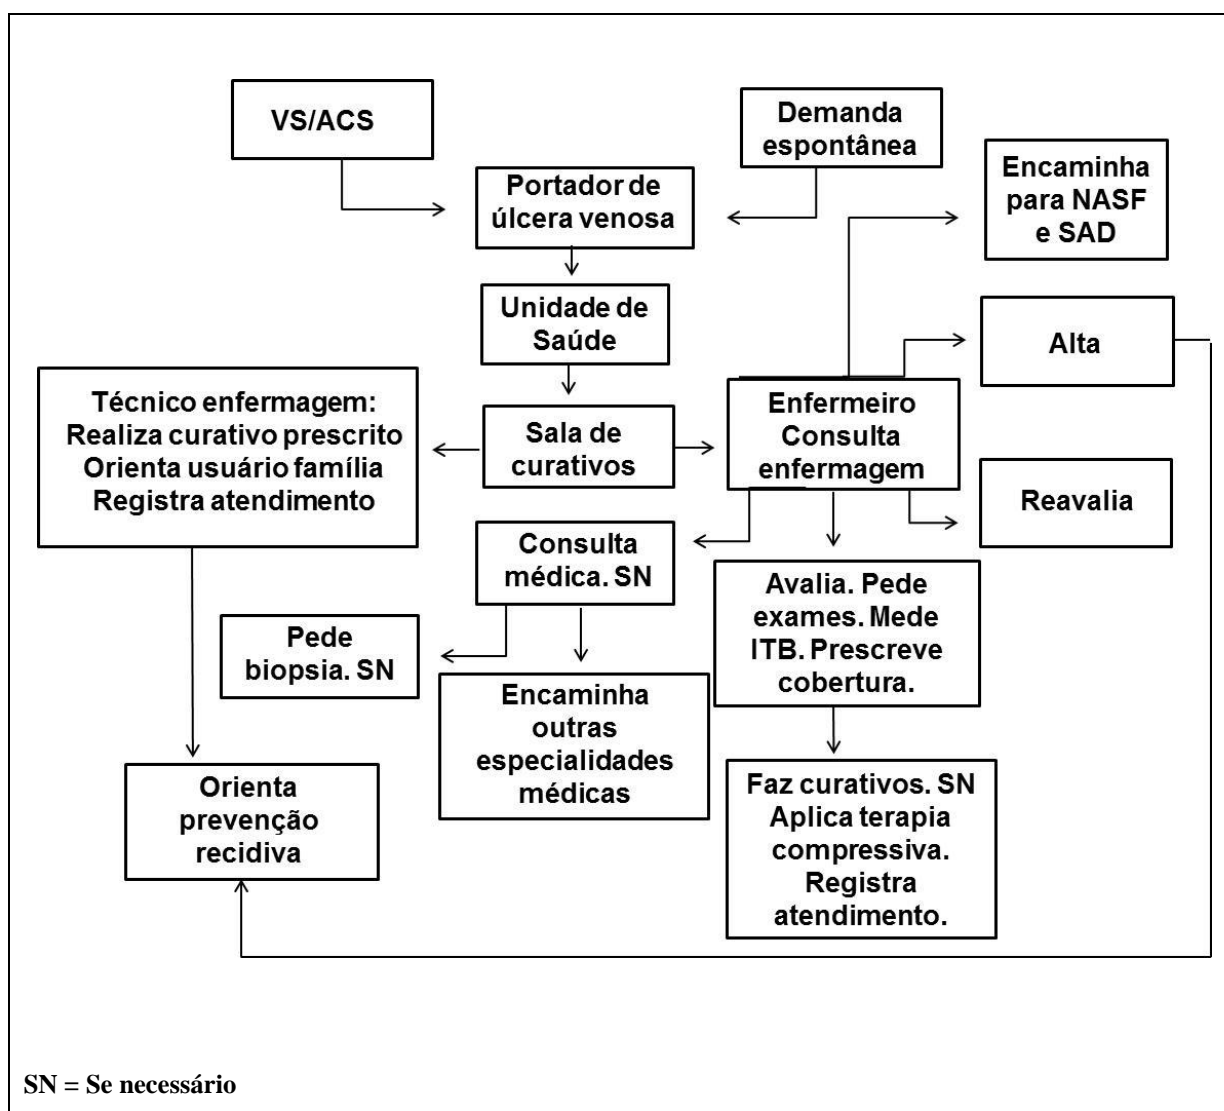 VS/ACS
Demanda
espontânea
Encaminha
para NASF
e SAD
Portador de
úlcera venosa
Unidade de
Saúde
Alta
Técnico enfermagem:
Realiza curativo prescrito
Orienta usuário família
Registra atendimento
Sala de
curativos
Enfermeiro
Consulta
enfermagem
Reavalia
Consulta
médica. SN
Avalia. Pede
exames. Mede
ITB. Prescreve
cobertura.
Pede
biopsia. SN
Encaminha
outras
especialidades
médicas
Orienta
prevenção
recidiva
Faz curativos. SN
Aplica terapia
compressiva.
Registra
atendimento.
SN = Se necessário